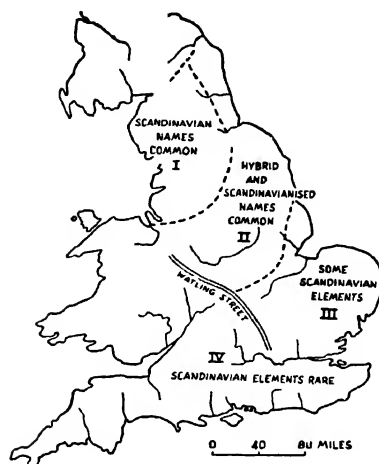 SCANDINAVIAN
NAMES
COMMON
I
HYBRID
AND
SCANDINAVIANISED
NAMES
COMMON
II
WATLING STREET
SOME
SCANDINAVIAN
ELEMENTS
III
IV
SCANDINAVIAN ELEMENTS RARE
0 40 80 MILES